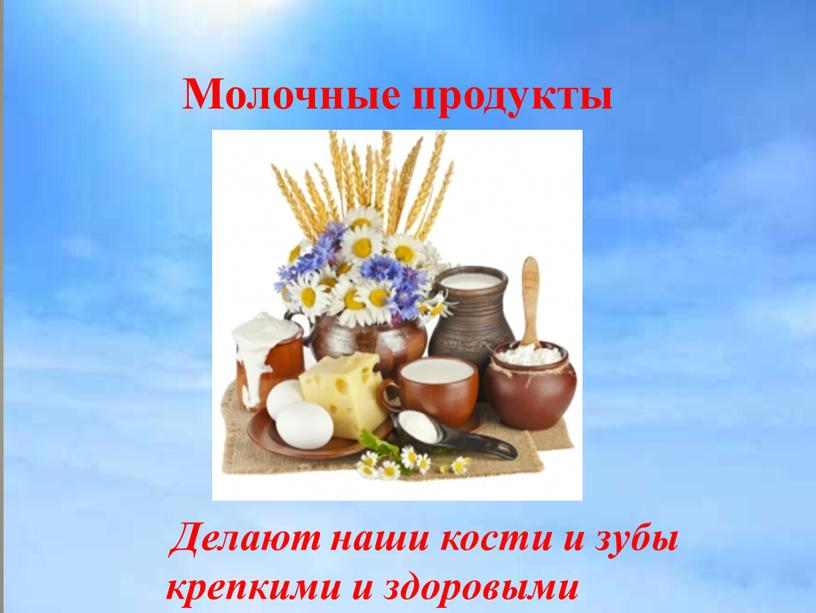 Молочные продукты
Делают наши кости и зубы
крепкими и здоровыми